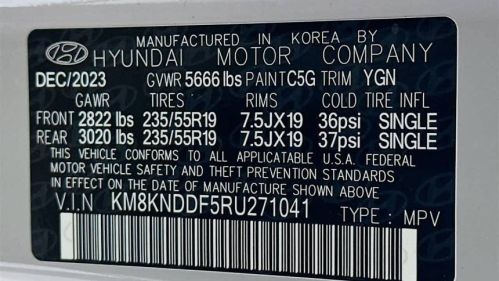 MANUFACTURED IN KOREA BY
HYUNDAI MOTOR COMPANY
DEC/2023 GVWR 5666 lbs PAINT C5G TRIM YGN
GAWR TIRES RIMS COLD TIRE INFL
FRONT 2822 lbs 235/55R19 7.5JX19 36psi SINGLE
REAR 3020 lbs 235/55R19 7.5JX19 37psi SINGLE
THIS VEHICLE CONFORMS TO ALL APPLICABLE U.S.A. FEDERAL
MOTOR VEHICLE SAFETY AND THEFT PREVENTION STANDARDS
IN EFFECT ON THE DATE OF MANUFACTURE SHOWN ABOVE.
V.I.N KM8KNDDF5RU271041 TYPE : MPV